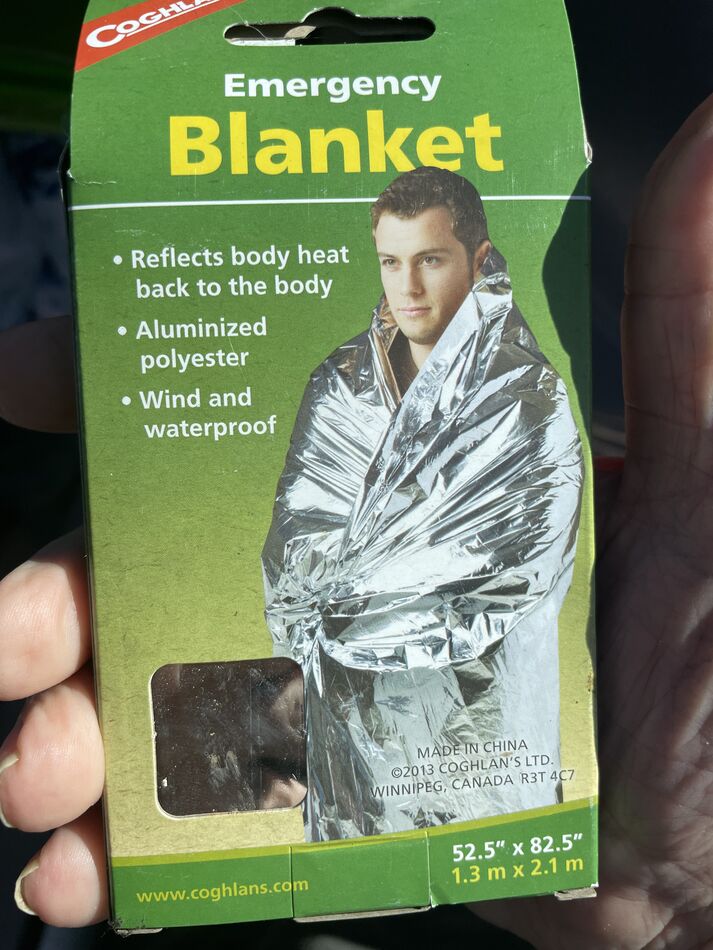 Emergency
Blanket
• Reflects body heat
back to the body
• Aluminized
polyester
• Wind and
waterproof
MADE IN CHINA
©2013 COGHLAN'S LTD.
WINNIPEG, CANADA R3T 4C7
52.5" x 82.5"
1.3 m x 2.1 m
www.coghlans.com